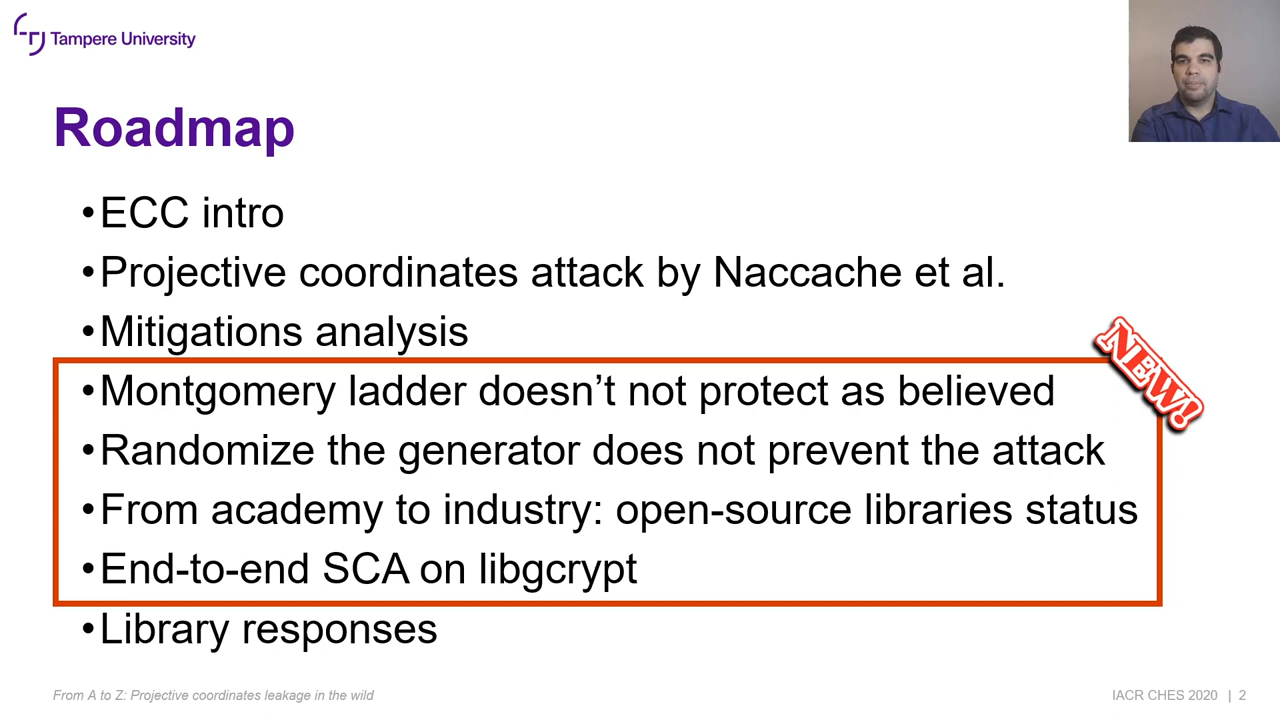 Tampere University
Roadmap
•ECC intro
•Projective coordinates attack by Naccache et al.
•Mitigations analysis
NEW!
•Montgomery ladder doesn’t not protect as believed
•Randomize the generator does not prevent the attack
•From academy to industry: open-source libraries status
•End-to-end SCA on libgcrypt
•Library responses
From A to Z: Projective coordinates leakage in the wild
IACR CHES 2020 | 2